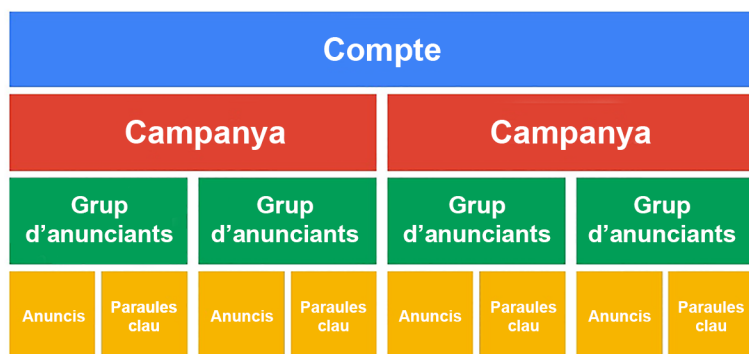 Compte
Campanya
Campanya
Grup
d’anunciants
Grup
d’anunciants
Grup
d’anunciants
Grup
d’anunciants
Anuncis
Paraules
clau
Anuncis
Paraules
clau
Anuncis
Paraules
clau
Anuncis
Paraules
clau